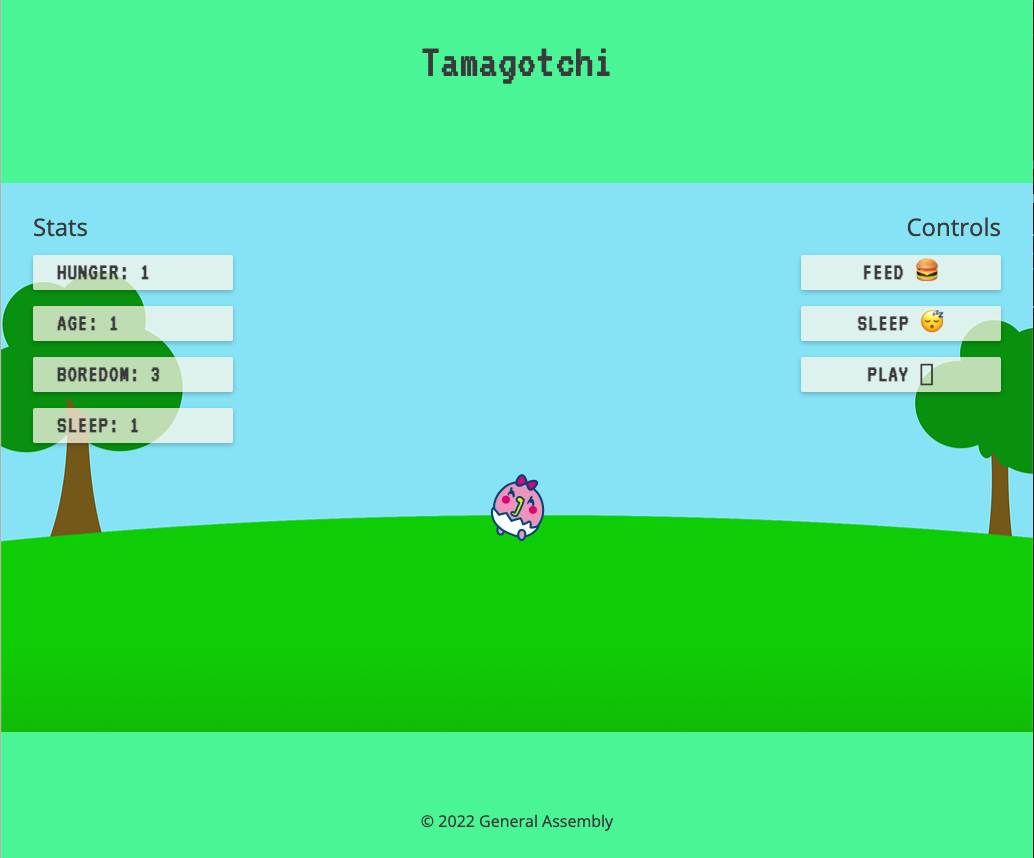 Tamagotchi
Stats
HUNGER: 1
AGE: 1
BOREDOM: 3
SLEEP: 1
Controls
FEED 🍔
SLEEP 😴
PLAY
© 2022 General Assembly